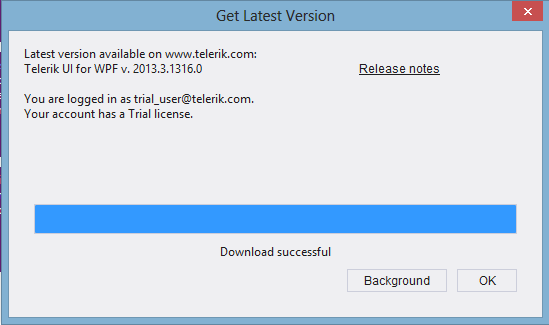 Get Latest Version
Latest version available on www.telerik.com:
Telerik UI for WPF v. 2013.3.1316.0
Release notes
You are logged in as trial_user@telerik.com.
Your account has a Trial license.
Download successful
Background
OK